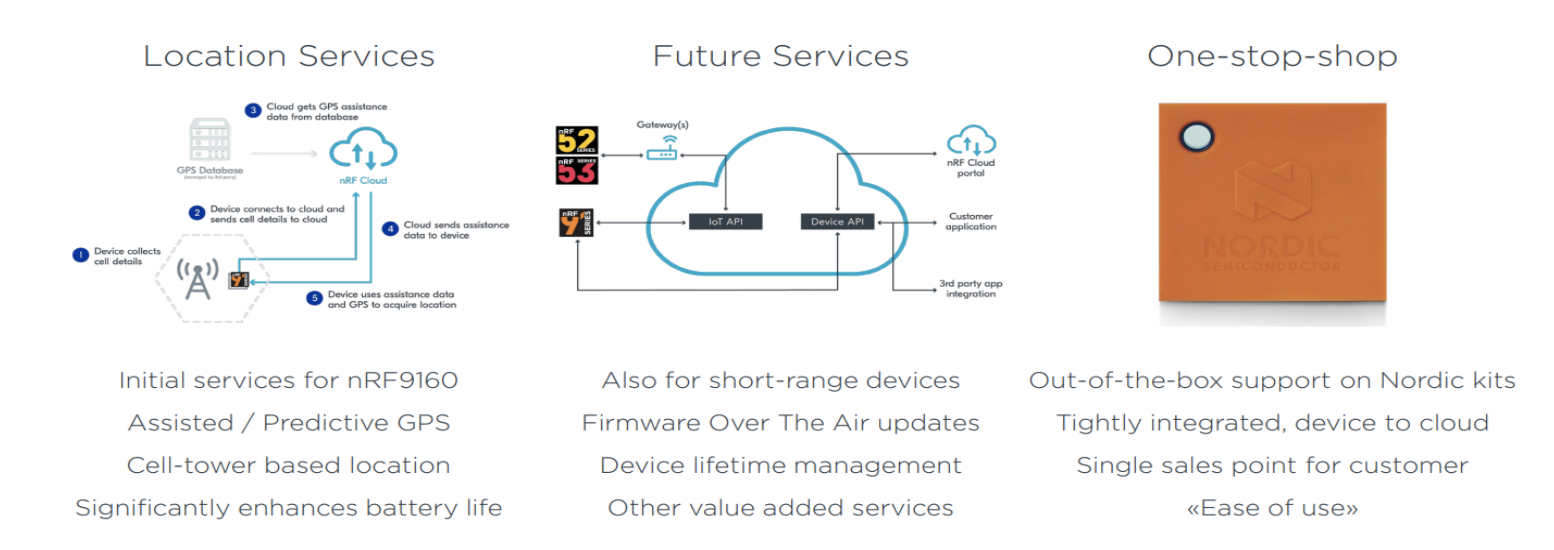 Location Services
3 Cloud gets GPS assistance
data from database
GPS Database
(managed by 3rd party)
nRF Cloud
2 Device connects to cloud and
sends cell details to cloud
4 Cloud sends assistance
data to device
1 Device collects
cell details
5 Device uses assistance data
and GPS to acquire location
Initial services for nRF9160
Assisted / Predictive GPS
Cell-tower based location
Significantly enhances battery life
Future Services
nRF
52
SERIES
nRF SERIES
53
Gateway(s)
nRF
91
SERIES
IoT API
Device API
nRF Cloud
portal
Customer
application
3rd party app
integration
Also for short-range devices
Firmware Over The Air updates
Device lifetime management
Other value added services
One-stop-shop
NORDIC
SEMICONDUCTOR
Out-of-the-box support on Nordic kits
Tightly integrated, device to cloud
Single sales point for customer
«Ease of use»